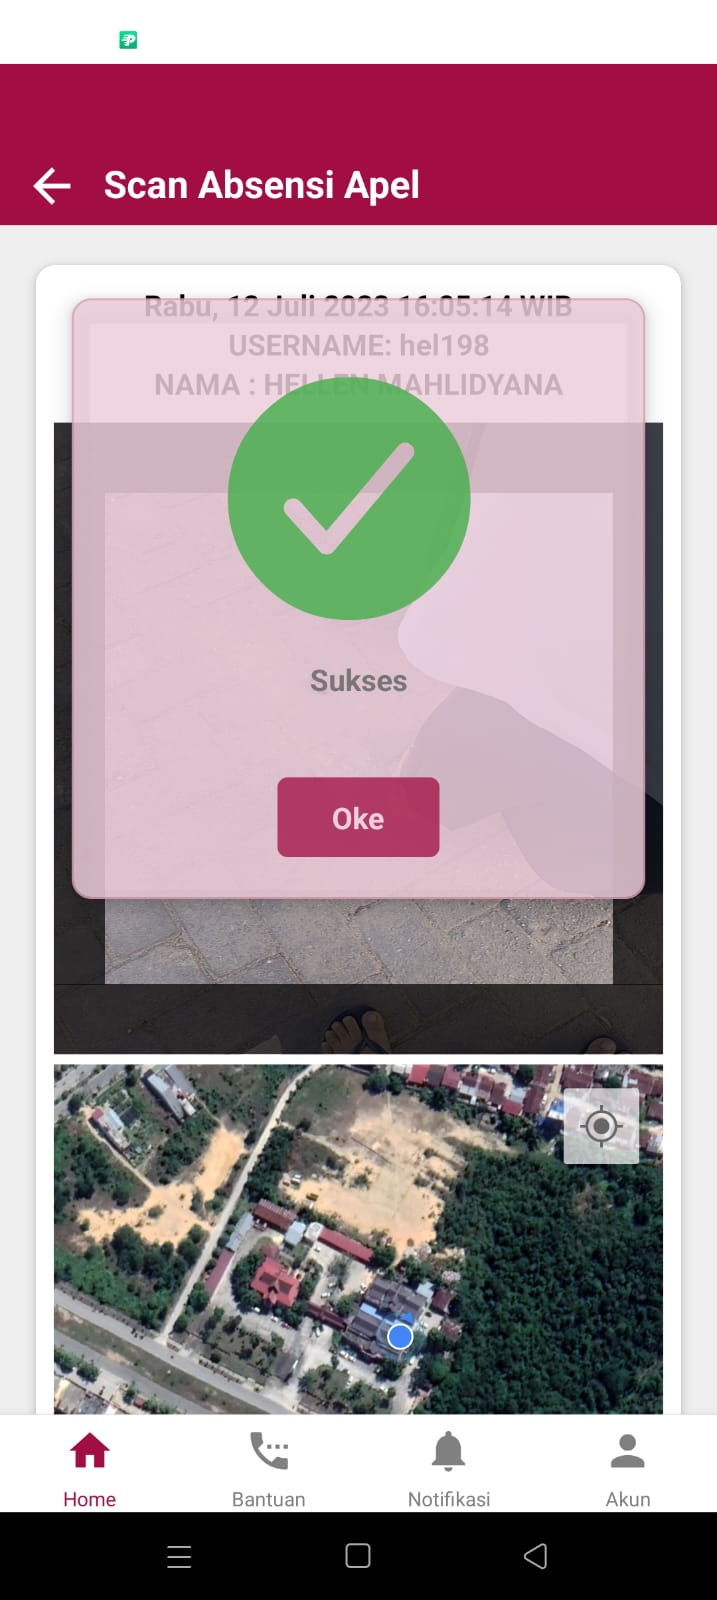 Scan Absensi Apel
Rabu, 12 Juli 2023 16:05:14 WIB
USERNAME: hel198
NAMA : HELLEN MAHLIDYANA
Sukses
Oke
Home
Bantuan
Notifikasi
Akun